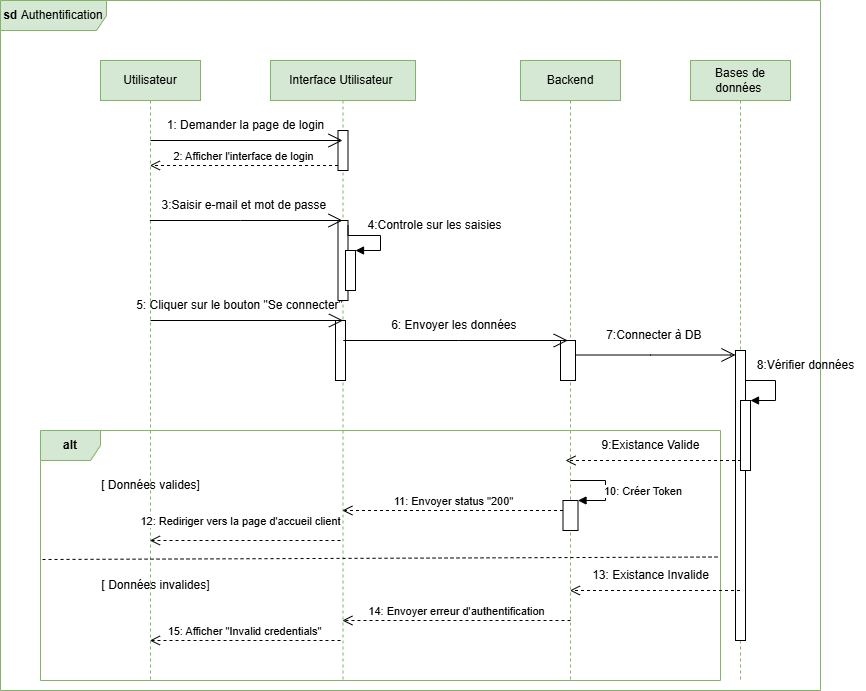 sd Authentification
Utilisateur
Interface Utilisateur
Backend
Bases de
données
1: Demander la page de login
2: Afficher l'interface de login
3:Saisir e-mail et mot de passe
4:Controle sur les saisies
5: Cliquer sur le bouton "Se connecter"
6: Envoyer les données
7:Connecter à DB
8:Vérifier données
alt
9:Existance Valide
[ Données valides]
10: Créer Token
11: Envoyer status "200"
12: Rediriger vers la page d'accueil client
13: Existance Invalide
[ Données invalides]
14: Envoyer erreur d'authentification
15: Afficher "Invalid credentials"